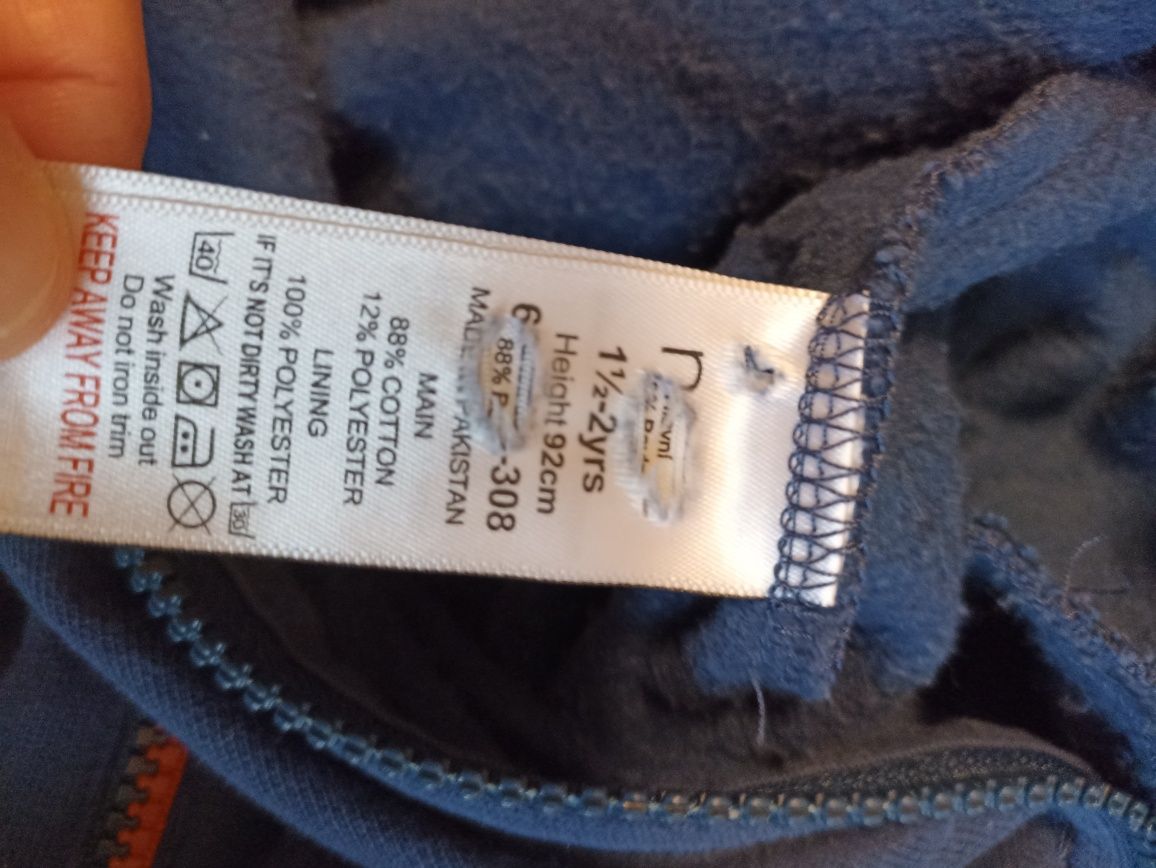 1½-2yrs
Height 92cm
88% P
-308
PAKISTAN
MAIN
88% COTTON
12% POLYESTER
LINING
100% POLYESTER
IF IT'S NOT DIRTY WASH AT 30
40
Wash inside out
Do not iron trim
KEEP AWAY FROM FIRE